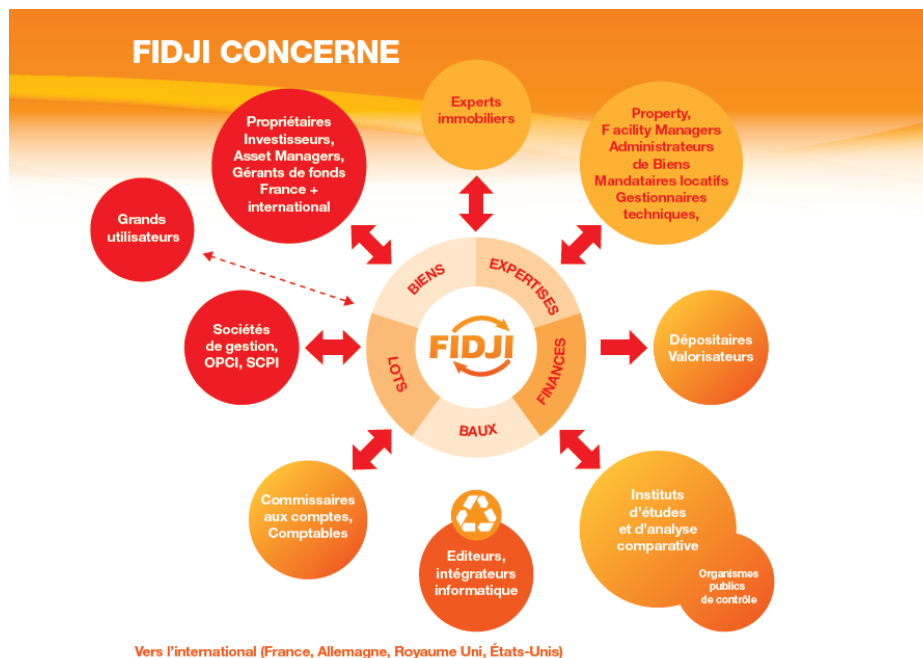 FIDJI CONCERNE
Experts
immobiliers
Propriétaires
Investisseurs,
Asset Managers,
Gérants de fonds
France +
international
Property,
F acility Managers
Administrateurs
de Biens
Mandataires locatifs
Gestionnaires
techniques,
Grands
utilisateurs
BIENS
EXPERTISES
Sociétés
de gestion,
OPCI, SCPI
FIDJI
Dépositaires
Valorisateurs
LOTS
FINANCES
BAUX
Commissaires
aux comptes,
Comptables
Editeurs,
intégrateurs
informatique
Instituts
d'études
et d'analyse
comparative
Organismes
publics
de contrôle
Vers l'international (France, Allemagne, Royaume Uni, États-Unis)